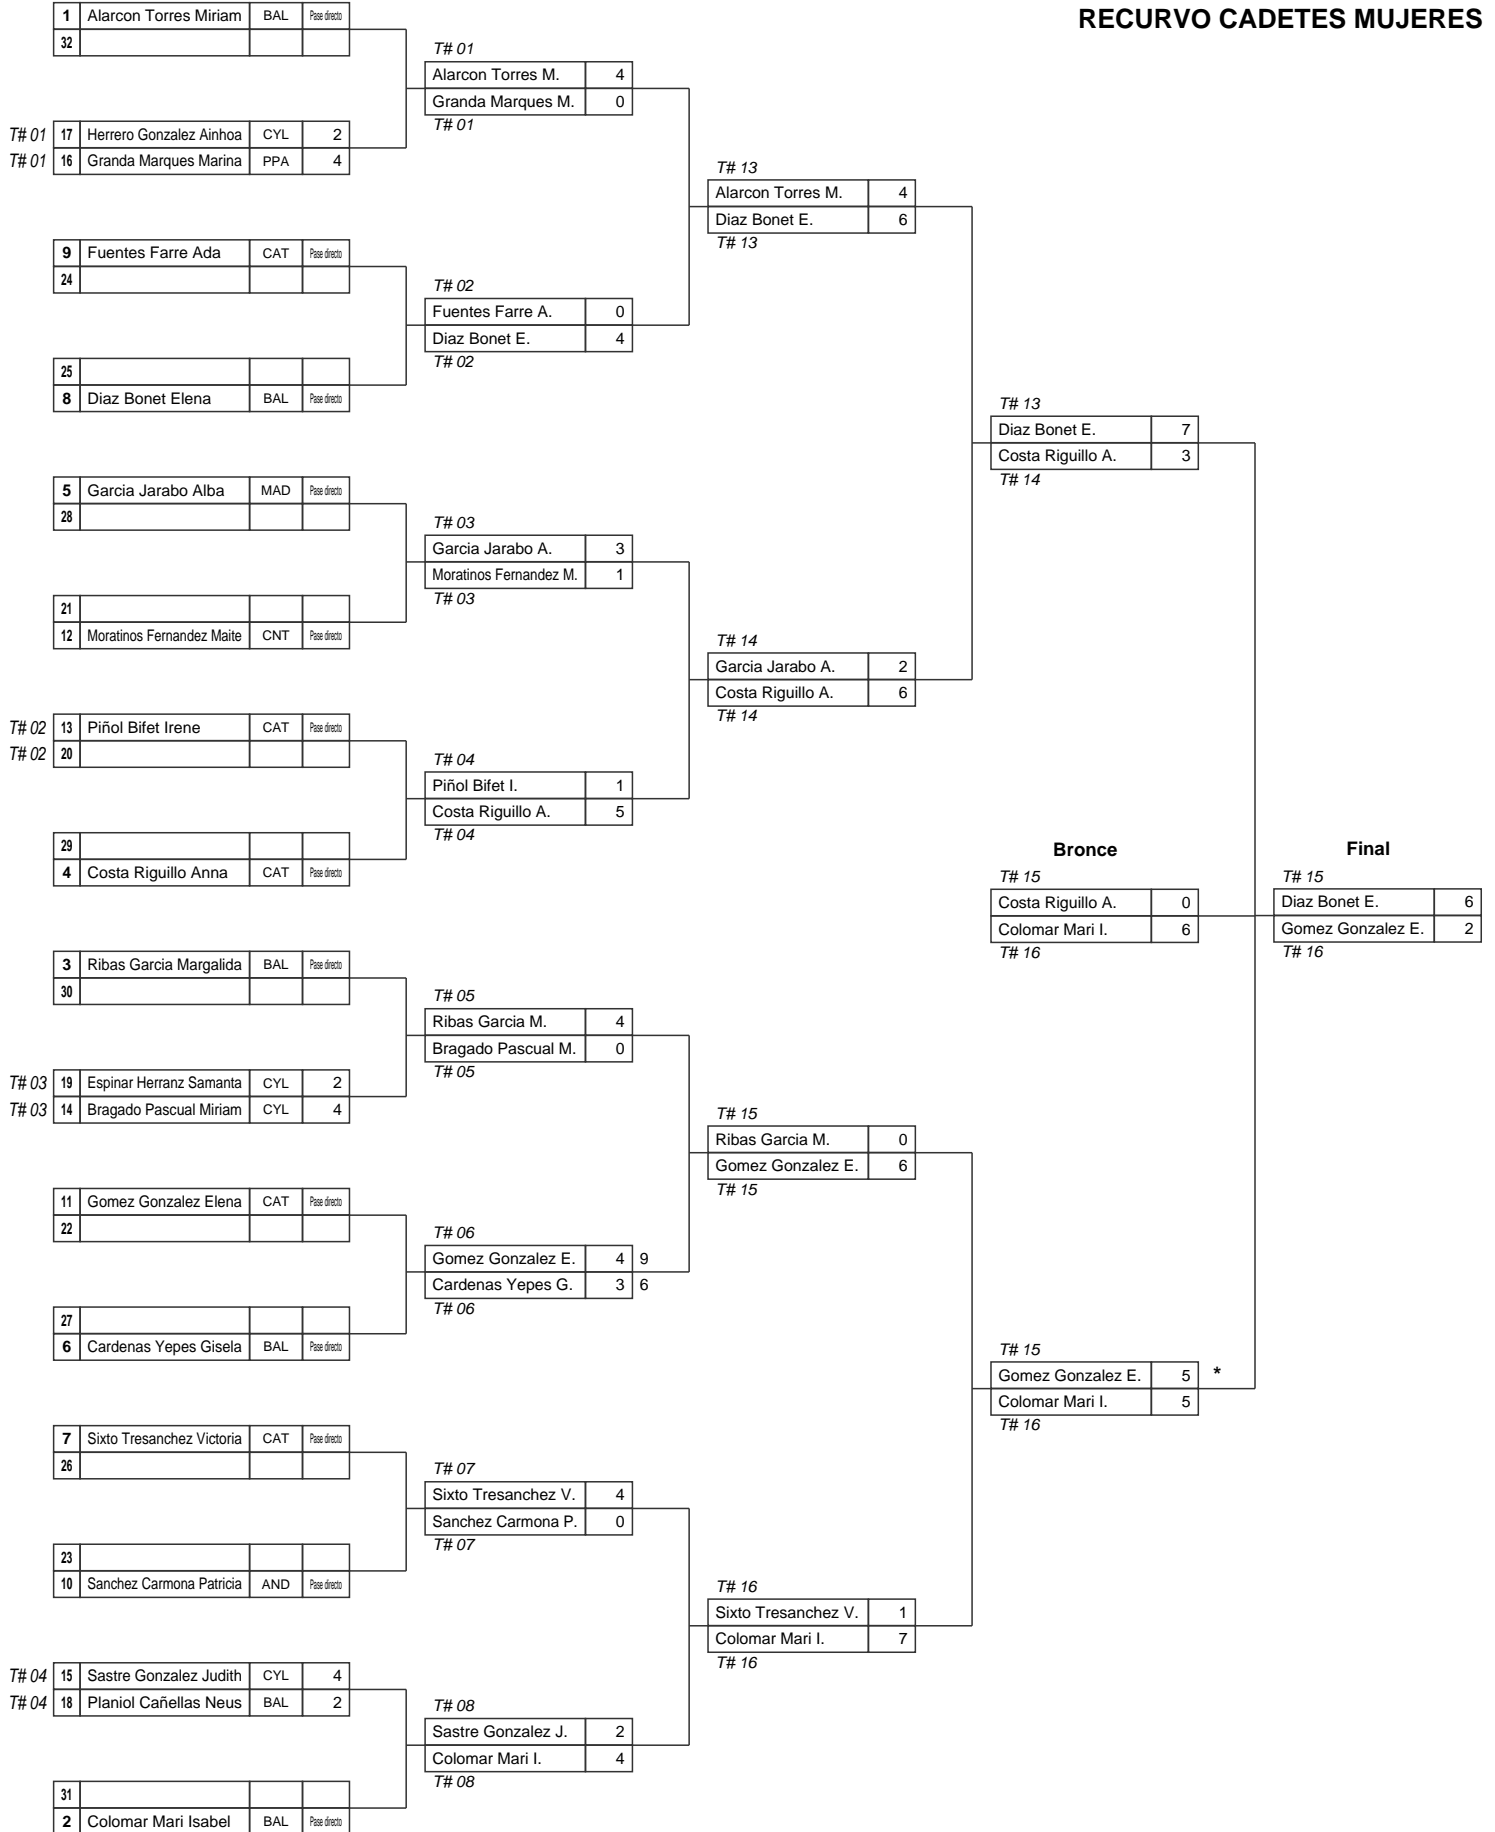 RECURVO CADETES MUJERES
1 Alarcon Torres Miriam BAL Pase directo
32
T# 01 17 Herrero Gonzalez Ainhoa CYL 2
T# 01 16 Granda Marques Marina PPA 4
9 Fuentes Farre Ada CAT Pase directo
24
25
8 Diaz Bonet Elena BAL Pase directo
5 Garcia Jarabo Alba MAD Pase directo
28
21
12 Moratinos Fernandez Maite CNT Pase directo
T# 02 13 Piñol Bifet Irene CAT Pase directo
T# 02 20
29
4 Costa Riguillo Anna CAT Pase directo
3 Ribas Garcia Margalida BAL Pase directo
30
T# 03 19 Espinar Herranz Samanta CYL 2
T# 03 14 Bragado Pascual Miriam CYL 4
11 Gomez Gonzalez Elena CAT Pase directo
22
27
6 Cardenas Yepes Gisela BAL Pase directo
7 Sixto Tresanchez Victoria CAT Pase directo
26
23
10 Sanchez Carmona Patricia AND Pase directo
T# 04 15 Sastre Gonzalez Judith CYL 4
T# 04 18 Planiol Cañellas Neus BAL 2
31
2 Colomar Mari Isabel BAL Pase directo
T# 01
Alarcon Torres M. 4
Granda Marques M. 0
T# 01
T# 02
Fuentes Farre A. 0
Diaz Bonet E. 4
T# 02
T# 03
Garcia Jarabo A. 3
Moratinos Fernandez M. 1
T# 03
T# 04
Piñol Bifet I. 1
Costa Riguillo A. 5
T# 04
T# 05
Ribas Garcia M. 4
Bragado Pascual M. 0
T# 05
T# 06
Gomez Gonzalez E. 4 9
Cardenas Yepes G. 3 6
T# 06
T# 07
Sixto Tresanchez V. 4
Sanchez Carmona P. 0
T# 07
T# 08
Sastre Gonzalez J. 2
Colomar Mari I. 4
T# 08
T# 13
Alarcon Torres M. 4
Diaz Bonet E. 6
T# 13
T# 14
Garcia Jarabo A. 2
Costa Riguillo A. 6
T# 14
T# 15
Ribas Garcia M. 0
Gomez Gonzalez E. 6
T# 15
T# 16
Sixto Tresanchez V. 1
Colomar Mari I. 7
T# 16
T# 13
Diaz Bonet E. 7
Costa Riguillo A. 3
T# 14
Bronce
T# 15
Costa Riguillo A. 0
Colomar Mari I. 6
T# 16
T# 15
Gomez Gonzalez E. 5 *
Colomar Mari I. 5
T# 16
Final
T# 15
Diaz Bonet E. 6
Gomez Gonzalez E. 2
T# 16